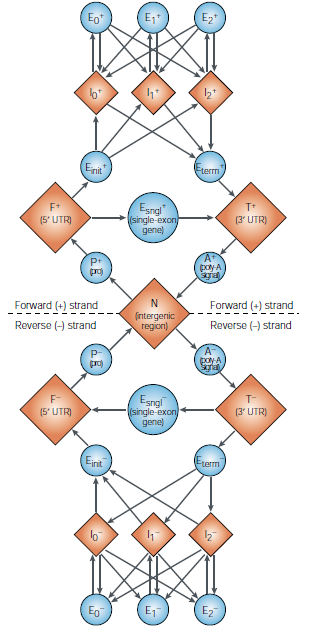 E0+ E1+ E2+
I0+ I1+ I2+
Einit+ Eterm+
F+ (5′ UTR)
Esngl+ (single-exon gene)
T+ (3′ UTR)
P+ (pro)
A+ (poly-A signal)
N (intergenic region)
Forward (+) strand Forward (+) strand
Reverse (–) strand Reverse (–) strand
P– (pro)
A– (poly-A signal)
F– (5′ UTR)
Esngl– (single-exon gene)
T– (3′ UTR)
Einit– Eterm–
I0– I1– I2–
E0– E1– E2–